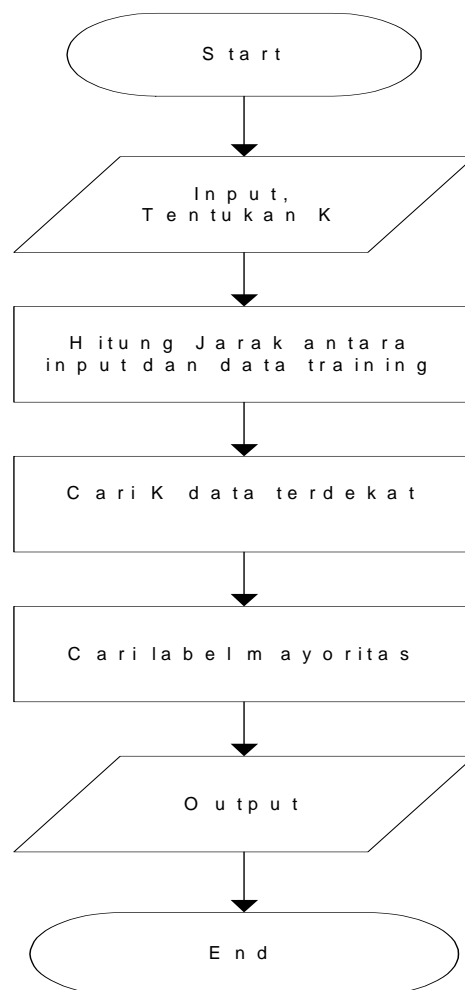 Start
Input,
Tentukan K
Hitung Jarak antara
input dan data training
Cari K data terdekat
Cari label mayoritas
Output
End